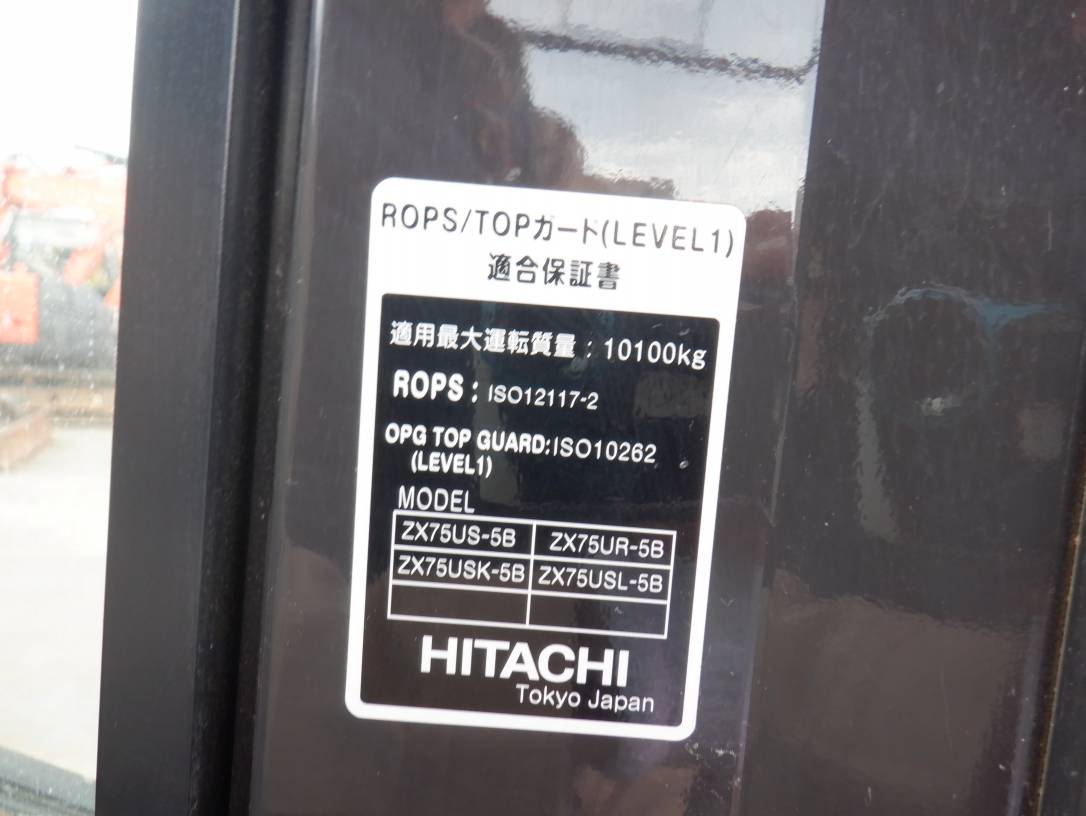 ROPS/TOPガード(LEVEL1)
適合保証書
適用最大運転質量：10100kg
ROPS：ISO12117-2
OPG TOP GUARD:ISO10262
(LEVEL1)
MODEL
ZX75US-5B ZX75UR-5B
ZX75USK-5B ZX75USL-5B
HITACHI
Tokyo Japan